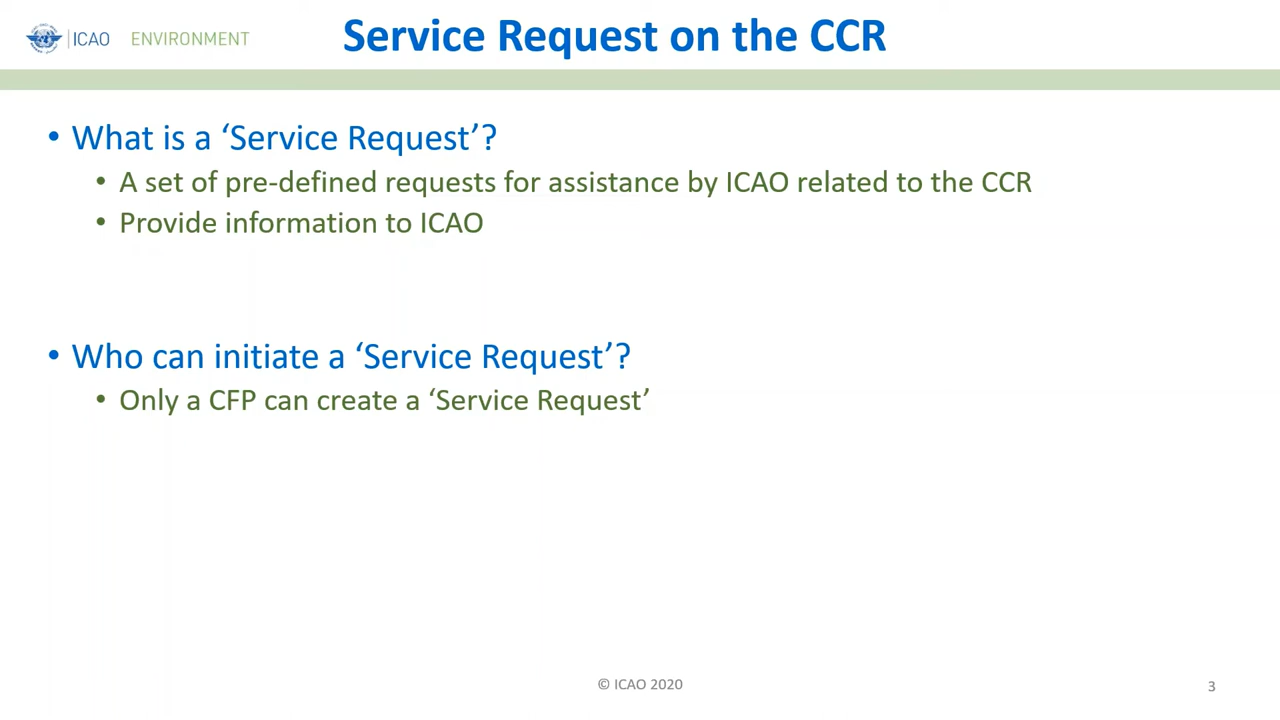 ICAO ENVIRONMENT
Service Request on the CCR
• What is a ‘Service Request’?
• A set of pre-defined requests for assistance by ICAO related to the CCR
• Provide information to ICAO
• Who can initiate a ‘Service Request’?
• Only a CFP can create a ‘Service Request’
© ICAO 2020
3